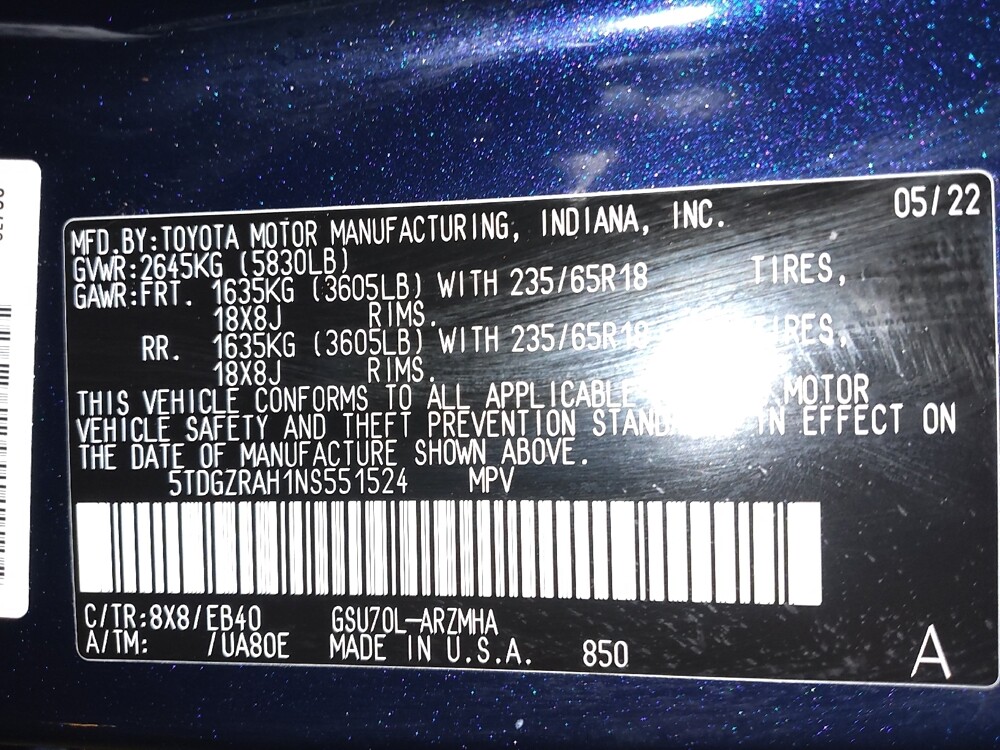 05/22
MFD.BY:TOYOTA MOTOR MANUFACTURING, INDIANA, INC.
GVWR:2645KG (5830LB)
GAWR:FRT. 1635KG (3605LB) WITH 235/65R18 TIRES,
18X8J RIMS.
RR. 1635KG (3605LB) WITH 235/65R18 TIRES,
18X8J RIMS.
THIS VEHICLE CONFORMS TO ALL APPLICABLE MOTOR
VEHICLE SAFETY AND THEFT PREVENTION IN EFFECT ON
THE DATE OF MANUFACTURE SHOWN ABOVE.
5TDGZRAH1NS551524 MPV
C/TR:8X8/EB40 GSU70L-ARZMHA
A/TM: /UA80E MADE IN U.S.A. 850
A